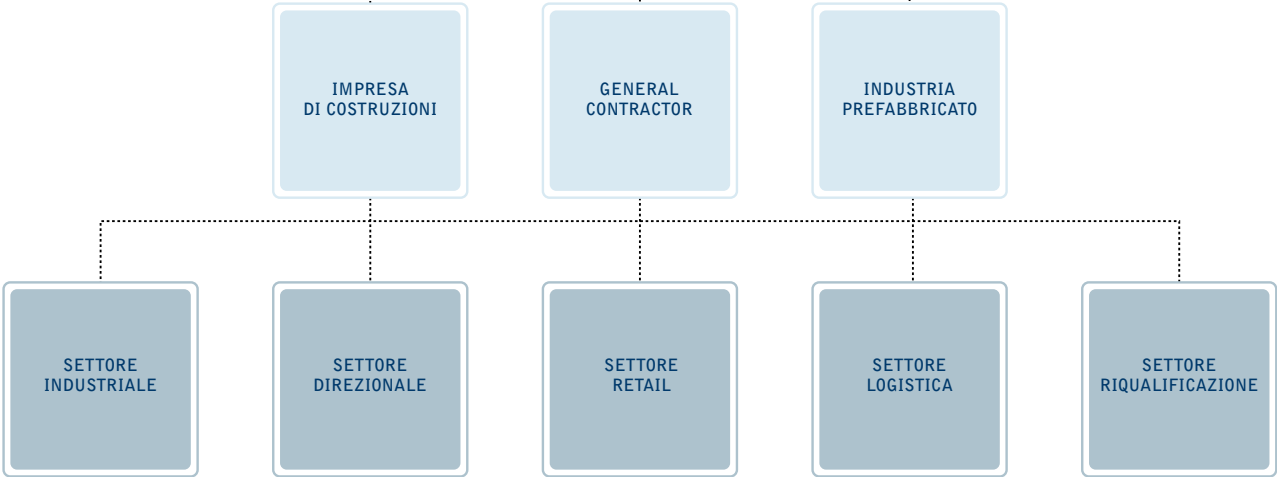 IMPRESA
DI COSTRUZIONI
GENERAL
CONTRACTOR
INDUSTRIA
PREFABBRICATO
SETTORE
INDUSTRIALE
SETTORE
DIREZIONALE
SETTORE
RETAIL
SETTORE
LOGISTICA
SETTORE
RIQUALIFICAZIONE